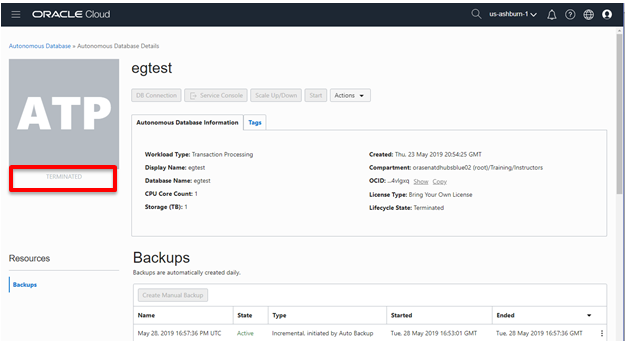 ORACLE Cloud
us-ashburn-1
Autonomous Database » Autonomous Database Details
ATP
TERMINATED
egtest
DB Connection Service Console Scale Up/Down Start Actions
Autonomous Database Information Tags
Workload Type: Transaction Processing
Display Name: egtest
Database Name: egtest
CPU Core Count: 1
Storage (TB): 1
Created: Thu, 23 May 2019 20:54:25 GMT
Compartment: orasenatdhubsblue02 (root)/Training/Instructors
OCID: ...4vlgxq Show Copy
License Type: Bring Your Own License
Lifecycle State: Terminated
Resources
Backups
Backups
Backups are automatically created daily.
Create Manual Backup
Name State Type Started Ended
May 28, 2019 16:57:36 PM UTC Active Incremental, initiated by Auto Backup Tue, 28 May 2019 16:53:01 GMT Tue, 28 May 2019 16:57:36 GMT